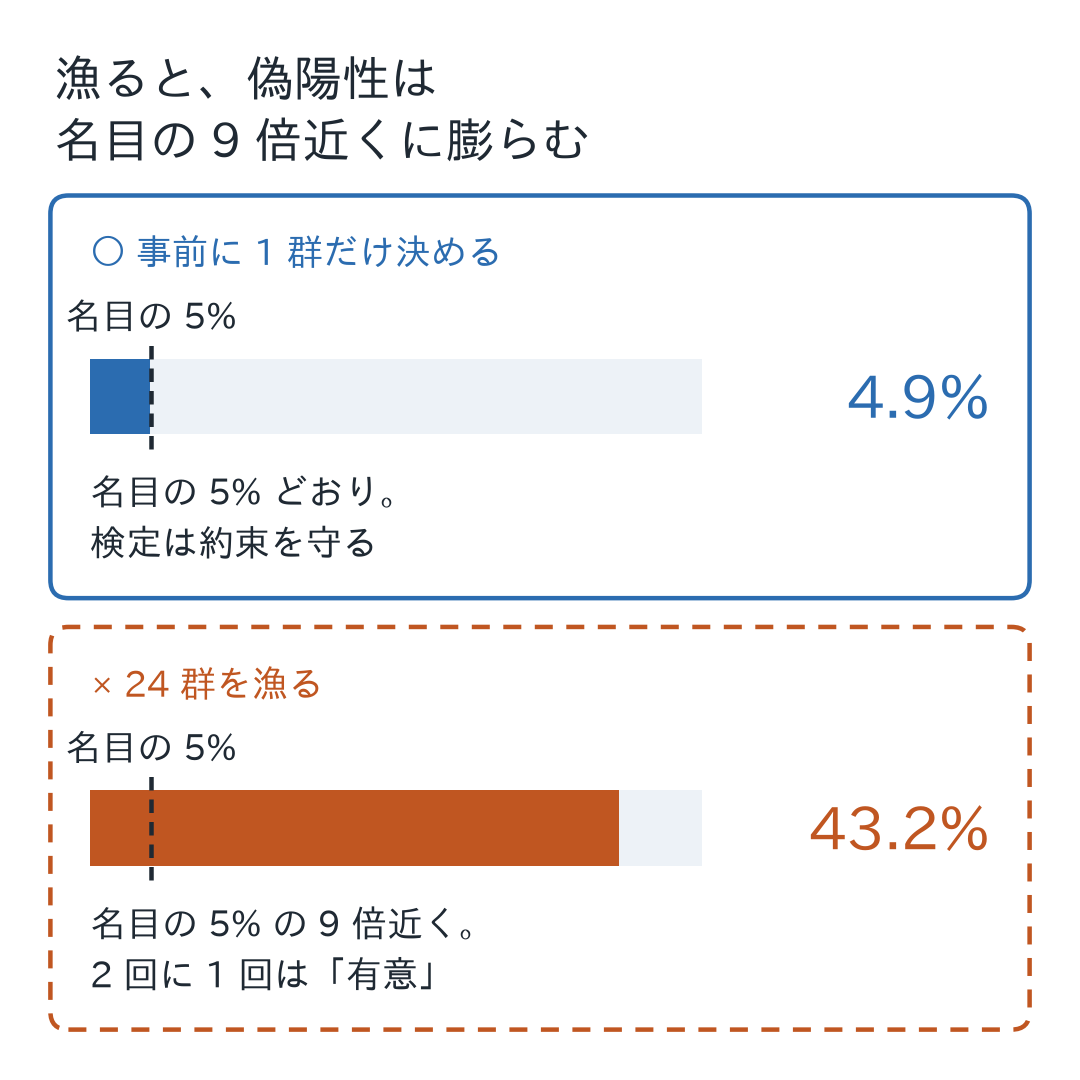 漁ると、偽陽性は
名目の 9 倍近くに膨らむ
○ 事前に 1 群だけ決める
名目の 5%
4.9%
名目の 5% どおり。
検定は約束を守る
× 24 群を漁る
名目の 5%
43.2%
名目の 5% の 9 倍近く。
2 回に 1 回は「有意」